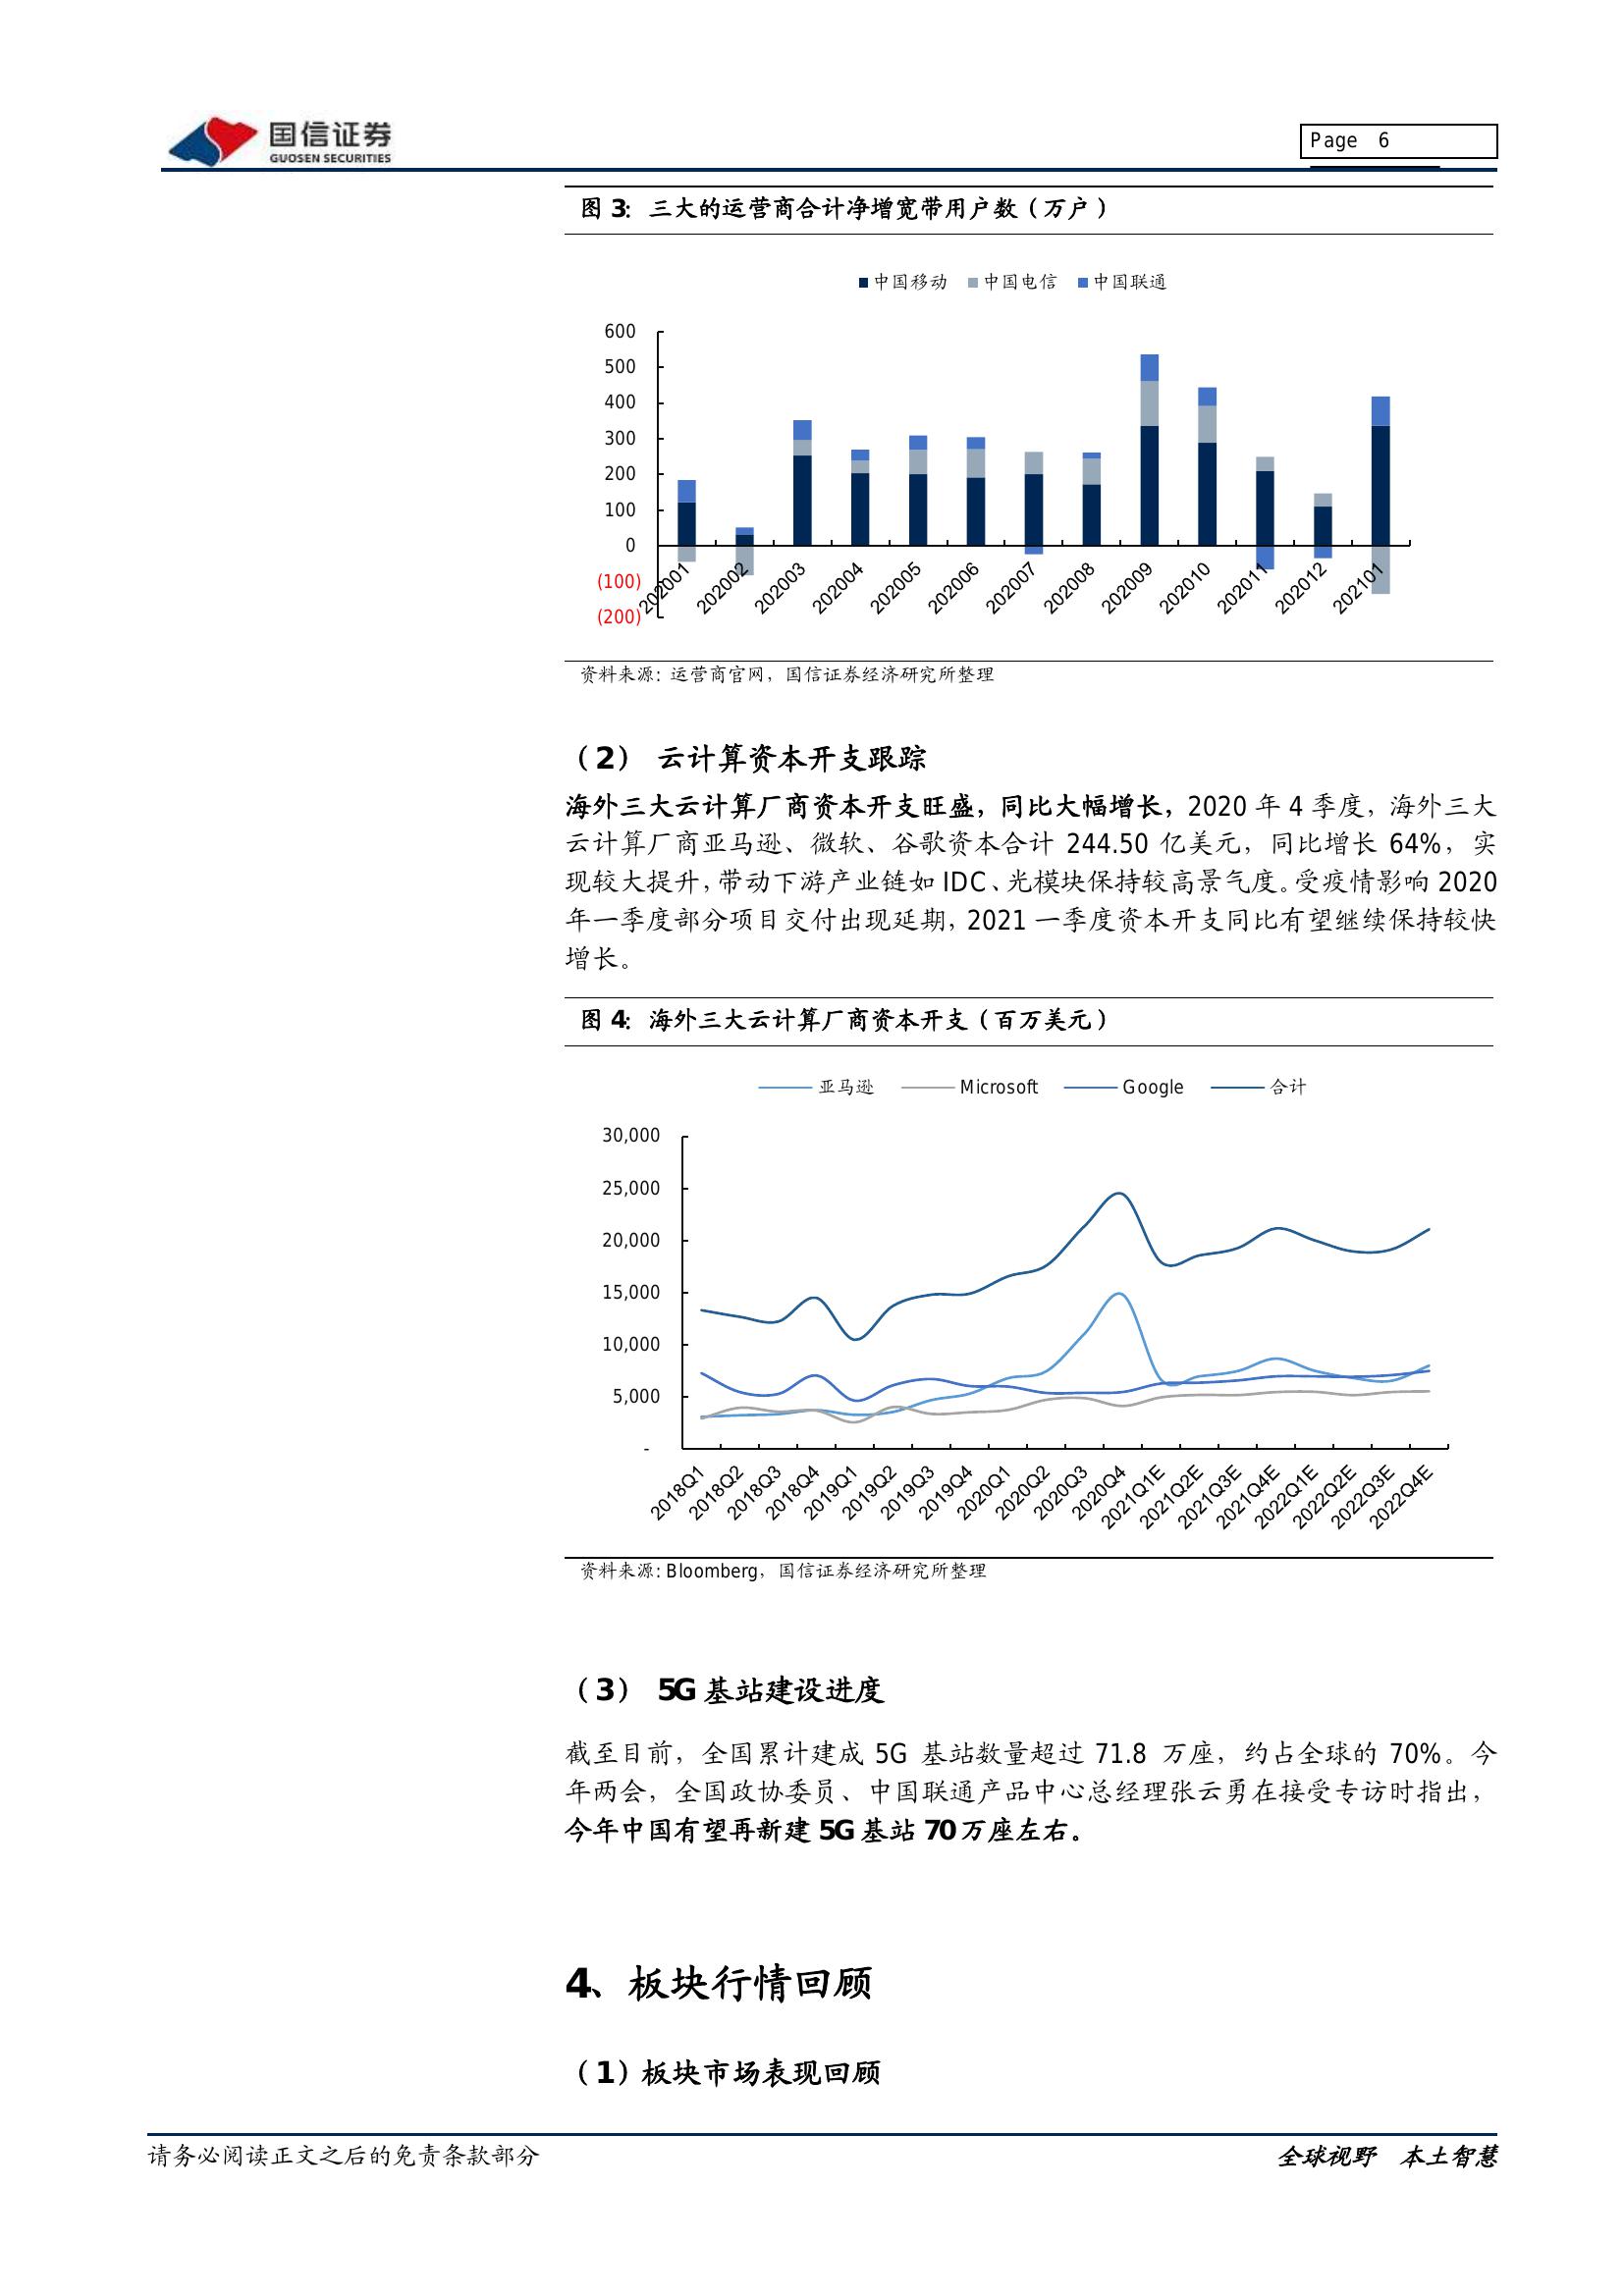 国信证券
GUOSEN SECURITIES
Page 6
图 3：三大的运营商合计净增宽带用户数（万户）
中国移动 中国电信 中国联通
600
500
400
300
200
100
0
(100)
(200)
202001 202002 202003 202004 202005 202006 202007 202008 202009 202010 202011 202012 202101
资料来源：运营商官网，国信证券经济研究所整理
（2） 云计算资本开支跟踪
海外三大云计算厂商资本开支旺盛，同比大幅增长，2020 年 4 季度，海外三大
云计算厂商亚马逊、微软、谷歌资本合计 244.50 亿美元，同比增长 64%，实
现较大提升，带动下游产业链如 IDC、光模块保持较高景气度。受疫情影响 2020
年一季度部分项目交付出现延期，2021 一季度资本开支同比有望继续保持较快
增长。
图 4：海外三大云计算厂商资本开支（百万美元）
亚马逊 Microsoft Google 合计
30,000
25,000
20,000
15,000
10,000
5,000
-
2018Q1 2018Q2 2018Q3 2018Q4 2019Q1 2019Q2 2019Q3 2019Q4 2020Q1 2020Q2 2020Q3 2020Q4 2021Q1E 2021Q2E 2021Q3E 2021Q4E 2022Q1E 2022Q2E 2022Q3E 2022Q4E
资料来源：Bloomberg，国信证券经济研究所整理
（3） 5G 基站建设进度
截至目前，全国累计建成 5G 基站数量超过 71.8 万座，约占全球的 70%。今
年两会，全国政协委员、中国联通产品中心总经理张云勇在接受专访时指出，
今年中国有望再新建 5G 基站 70 万座左右。
4、板块行情回顾
（1）板块市场表现回顾
请务必阅读正文之后的免责条款部分
全球视野 本土智慧